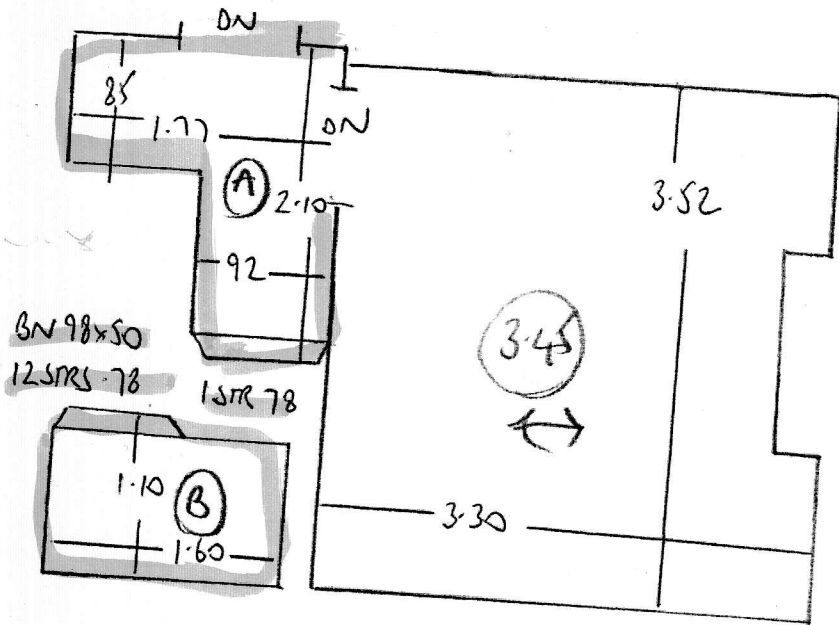 DN
85
1.77
DN
A
2.10
3.52
92
3.45
BN 98x50
12 STRS .78
1 STR 78
1.10
B
1.60
3.30